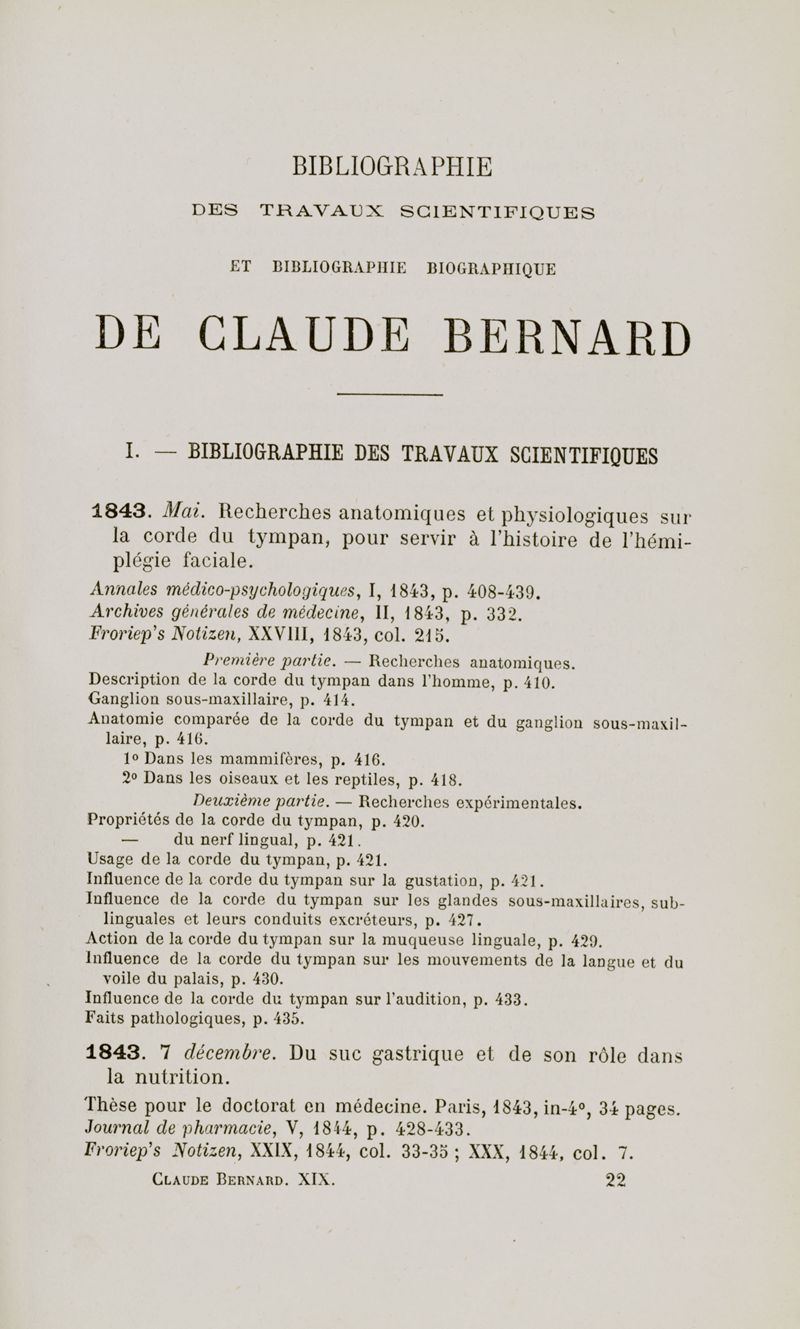 BIBLIOGRAPHIE
DES TRAVAUX SCIENTIFIQUES
ET BIBLIOGRAPHIE BIOGRAPHIQUE
DE CLAUDE BERNARD
I. — BIBLIOGRAPHIE DES TRAVAUX SCIENTIFIQUES
1843. Mai. Recherches anatomiques et physiologiques sur
la corde du tympan, pour servir à l'histoire de l'hémi-
plégie faciale.
Annales médico-psychologiques, I, 1843, p. 408-439.
Archives générales de médecine, II, 1843, p. 332.
Froriep's Notizen, XXVIII, 1843, col. 215.
Première partie. — Recherches anatomiques.
Description de la corde du tympan dans l'homme, p. 410.
Ganglion sous-maxillaire, p. 414.
Anatomie comparée de la corde du tympan et du ganglion sous-maxil-
laire, p. 416.
1º Dans les mammifères, p. 416.
2º Dans les oiseaux et les reptiles, p. 418.
Deuxième partie. — Recherches expérimentales.
Propriétés de la corde du tympan, p. 420.
— du nerf lingual, p. 421.
Usage de la corde du tympan, p. 421.
Influence de la corde du tympan sur la gustation, p. 421.
Influence de la corde du tympan sur les glandes sous-maxillaires, sub-
linguales et leurs conduits excréteurs, p. 427.
Action de la corde du tympan sur la muqueuse linguale, p. 429.
Influence de la corde du tympan sur les mouvements de la langue et du
voile du palais, p. 430.
Influence de la corde du tympan sur l'audition, p. 433.
Faits pathologiques, p. 435.
1843. 7 décembre. Du suc gastrique et de son rôle dans
la nutrition.
Thèse pour le doctorat en médecine. Paris, 1843, in-4º, 34 pages.
Journal de pharmacie, V, 1844, p. 428-433.
Froriep's Notizen, XXIX, 1844, col. 33-35 ; XXX, 1844, col. 7.
CLAUDE BERNARD. XIX. 22